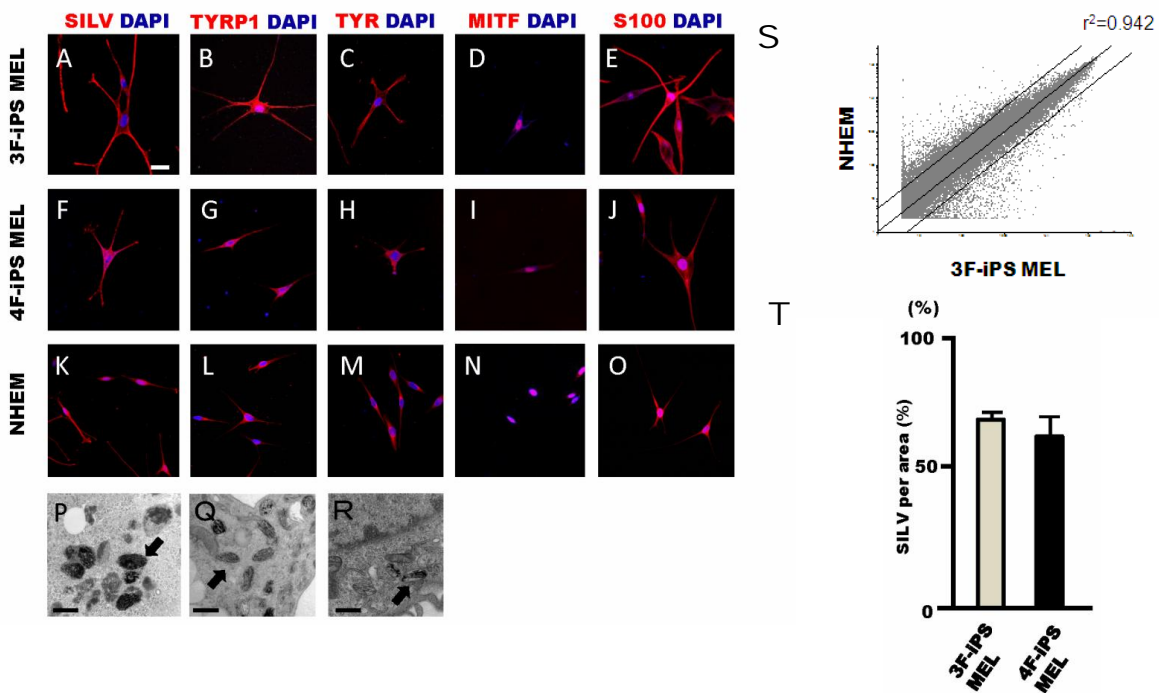 SILV DAPI TYRP1 DAPI TYR DAPI MITF DAPI S100 DAPI
3F-iPS MEL
A B C D E
4F-iPS MEL
F G H I J
NHEM
K L M N O
P Q R
S
r²=0.942
NHEM
3F-iPS MEL
T
(%)
100
50
0
SILV per area (%)
3F-iPS
MEL
4F-iPS
MEL